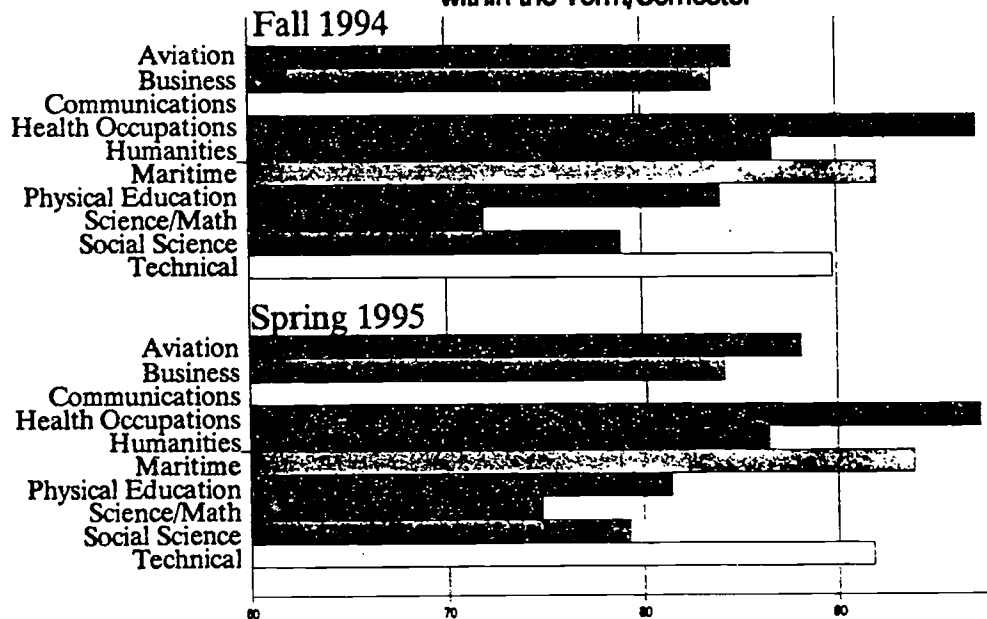 within the Term/Semester
Fall 1994
Aviation
Business
Communications
Health Occupations
Humanities
Maritime
Physical Education
Science/Math
Social Science
Technical
Spring 1995
Aviation
Business
Communications
Health Occupations
Humanities
Maritime
Physical Education
Science/Math
Social Science
Technical
60 70 80 90